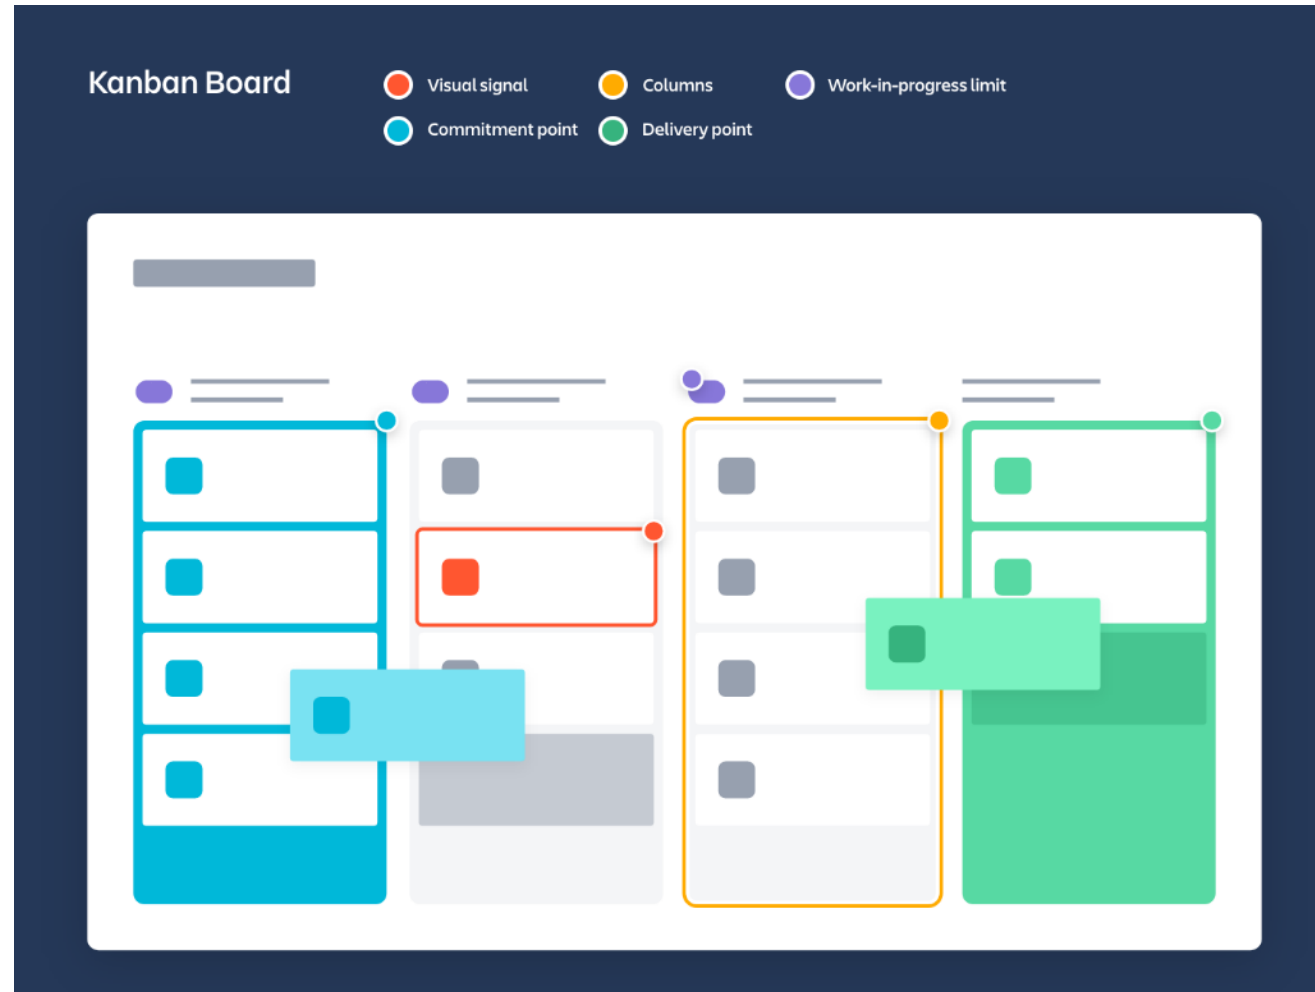 Kanban Board
Visual signal
Columns
Work-in-progress limit
Commitment point
Delivery point